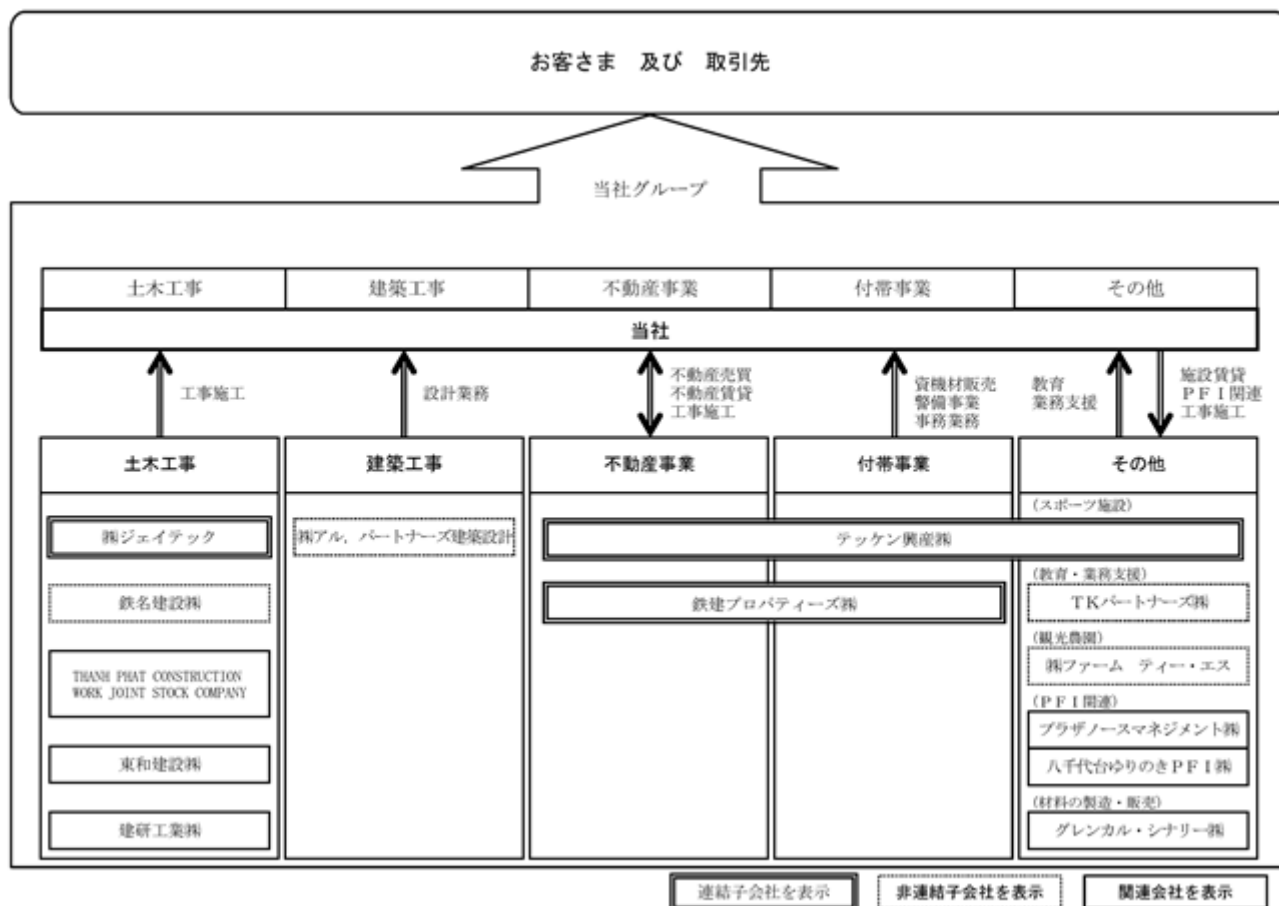 お客さま 及び 取引先
当社グループ
土木工事 建築工事 不動産事業 付帯事業 その他
当社
工事施工
設計業務
不動産売買
不動産賃貸
工事施工
資機材販売
警備事業
事務業務
教育
業務支援
施設賃貸
ＰＦＩ関連
工事施工
土木工事 建築工事 不動産事業 付帯事業 その他
㈱ジェイテック
鉄名建設㈱
THANH PHAT CONSTRUCTION
WORK JOINT STOCK COMPANY
東和建設㈱
建研工業㈱
㈱アル．パートナーズ建築設計
(スポーツ施設)
テッケン興産㈱
鉄建プロパティーズ㈱
(教育・業務支援)
ＴＫパートナーズ㈱
(観光農園)
㈱ファーム ティー・エス
(ＰＦＩ関連)
プラザノースマネジメント㈱
八千代台ゆりのきＰＦＩ㈱
(材料の製造・販売)
グレンカル・シナリー㈱
連結子会社を表示 非連結子会社を表示 関連会社を表示